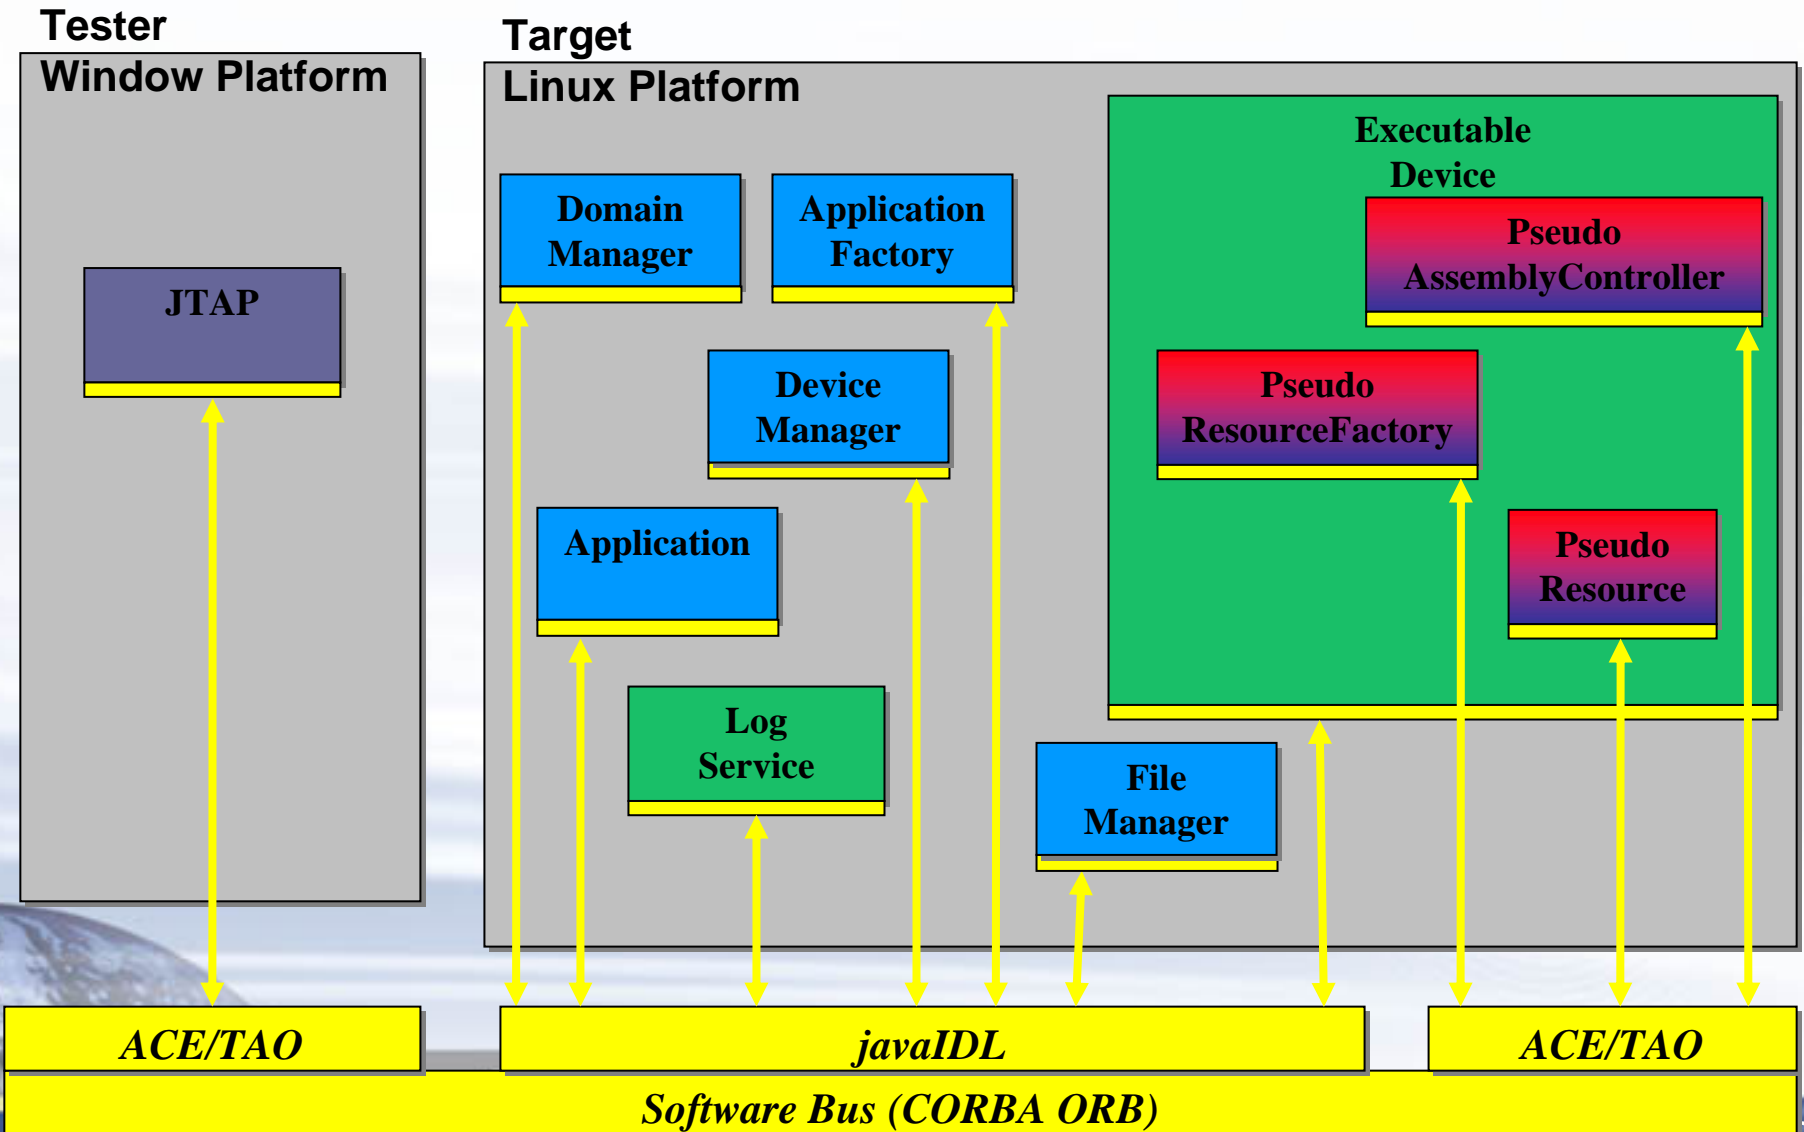 Tester
Window Platform
JTAP
Target
Linux Platform
Domain
Manager
Application
Factory
Device
Manager
Application
Log
Service
File
Manager
Executable
Device
Pseudo
AssemblyController
Pseudo
ResourceFactory
Pseudo
Resource
ACE/TAO
javaIDL
ACE/TAO
Software Bus (CORBA ORB)